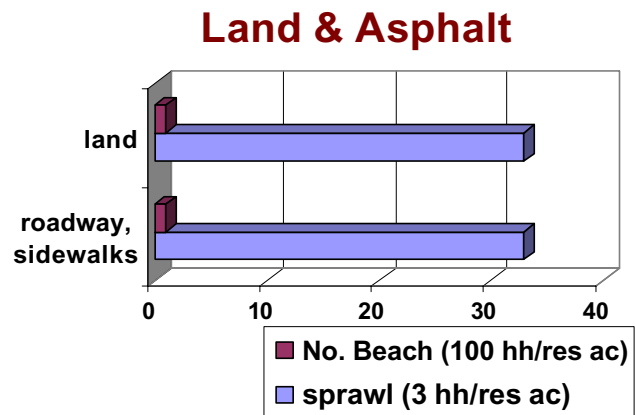 Land & Asphalt
land
roadway,
sidewalks
0 10 20 30 40
No. Beach (100 hh/res ac)
sprawl (3 hh/res ac)